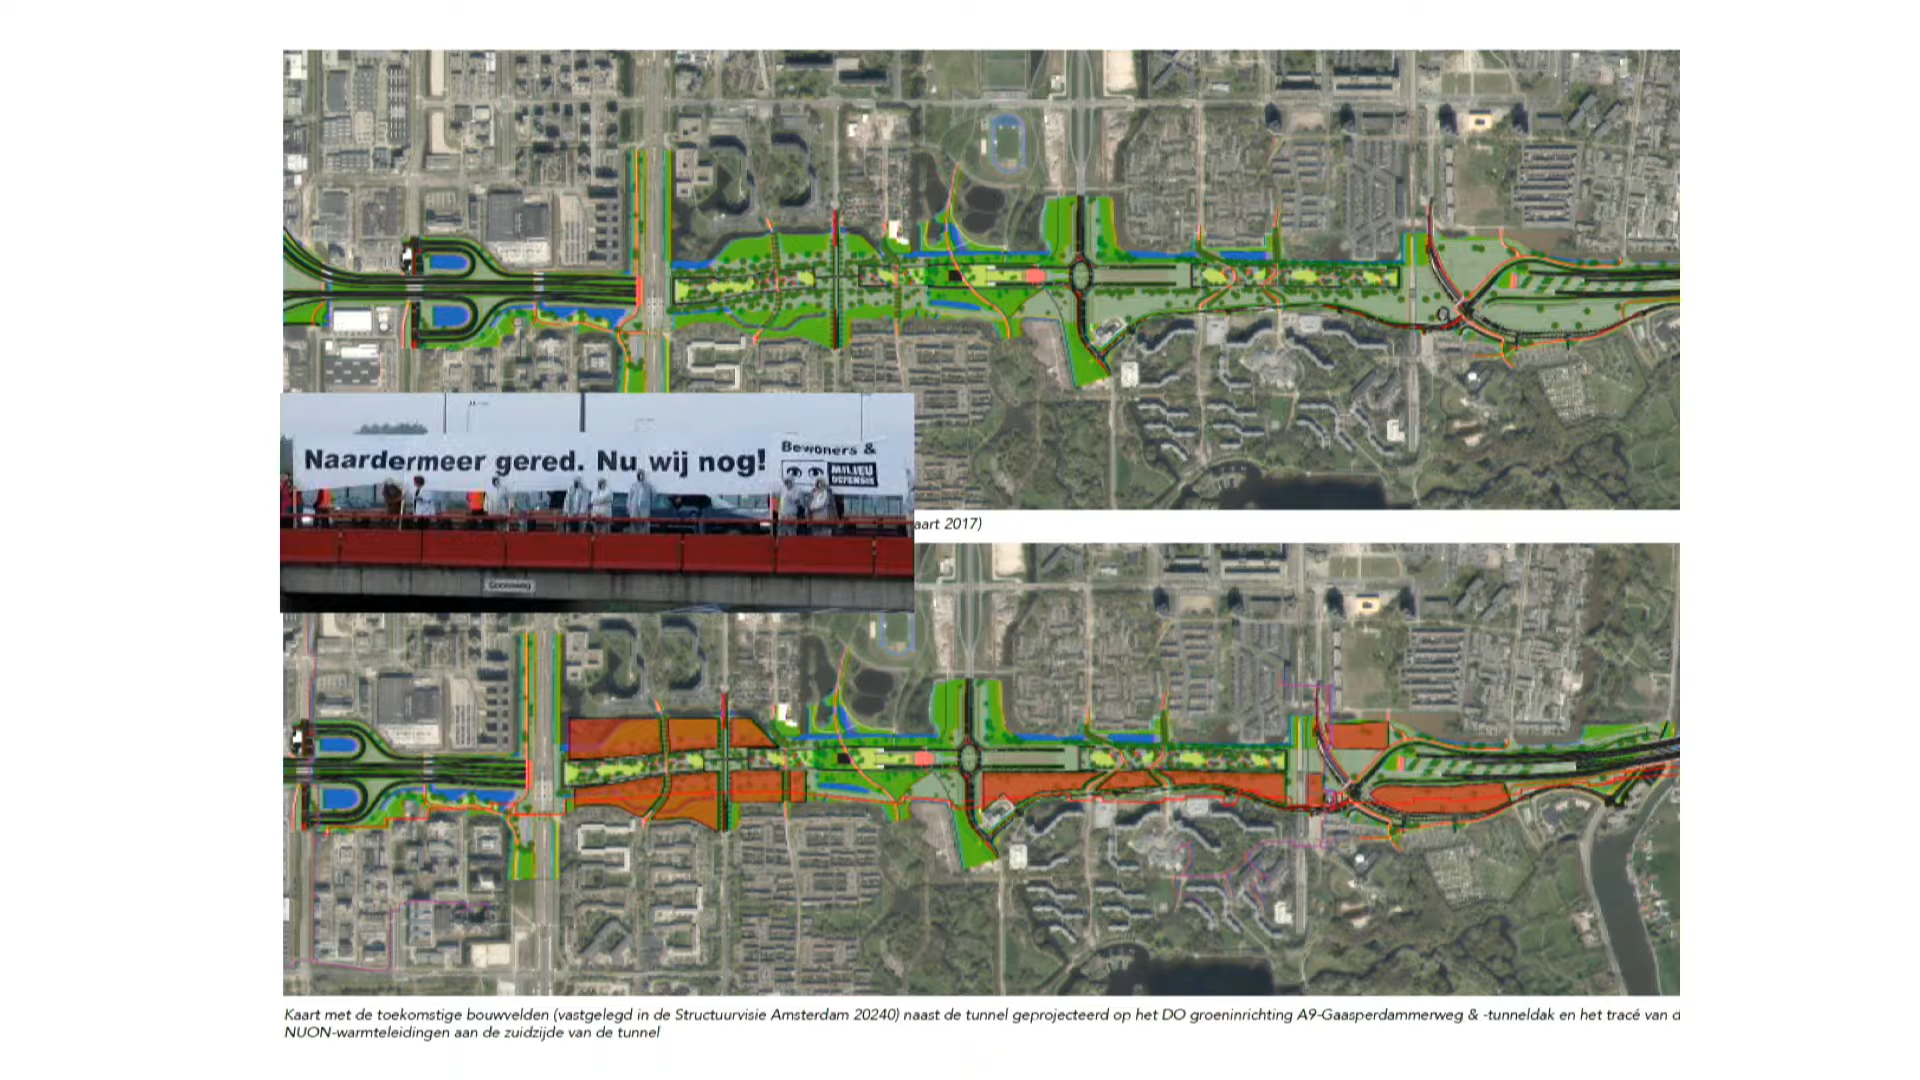 Naardermeer gered. Nu wij nog!
Bewoners &
MILIEU
DEFENSIE
Gooiseweg
aart 2017)
Kaart met de toekomstige bouwvelden (vastgelegd in de Structuurvisie Amsterdam 20240) naast de tunnel geprojecteerd op het DO groeninrichting A9-Gaasperdammerweg & -tunneldak en het tracé van d
NUON-warmteleidingen aan de zuidzijde van de tunnel